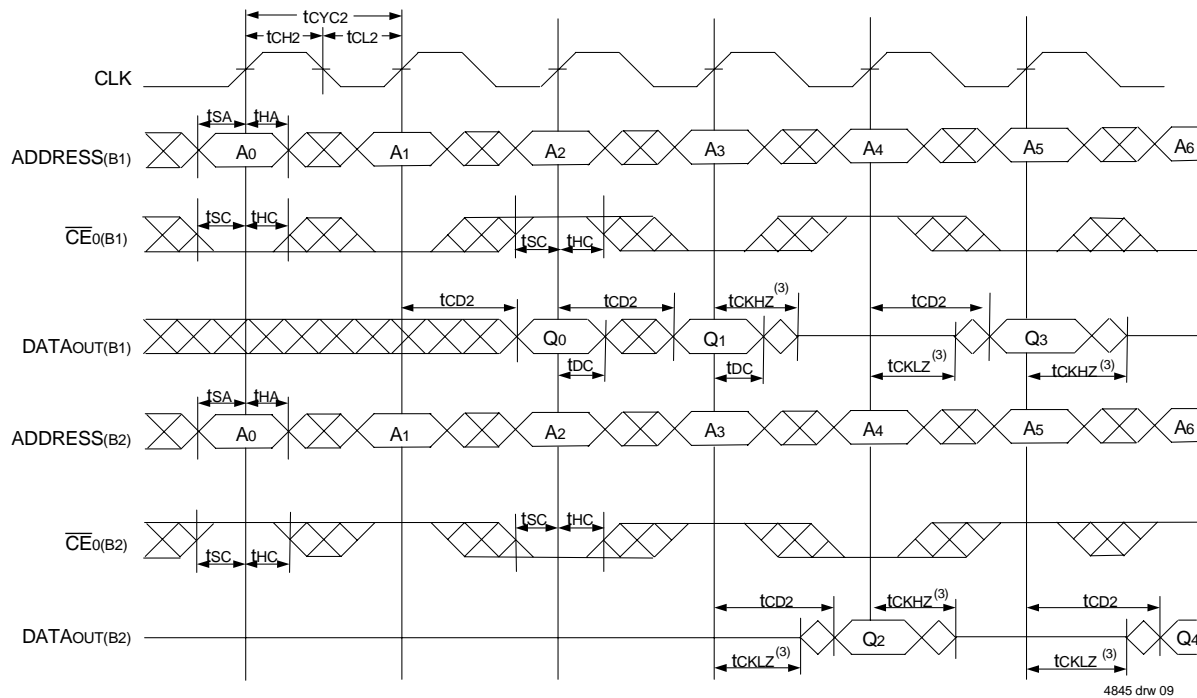 tCYC2
tCH2 tCL2
CLK
tSA tHA
ADDRESS(B1) A0 A1 A2 A3 A4 A5 A6
tSC tHC
CE0(B1)
tSC tHC
tCD2 tCD2 tCKHZ(3) tCD2
DATAOUT(B1) Q0 Q1 Q3
tDC tDC tCKLZ(3) tCKHZ(3)
tSA tHA
ADDRESS(B2) A0 A1 A2 A3 A4 A5 A6
tSC tHC
CE0(B2)
tSC tHC
tCD2 tCKHZ(3) tCD2
DATAOUT(B2) Q2 Q4
tCKLZ(3) tCKLZ(3)
4845 drw 09